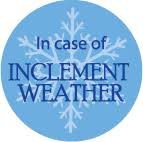 In case of
INCLEMENT
WEATHER